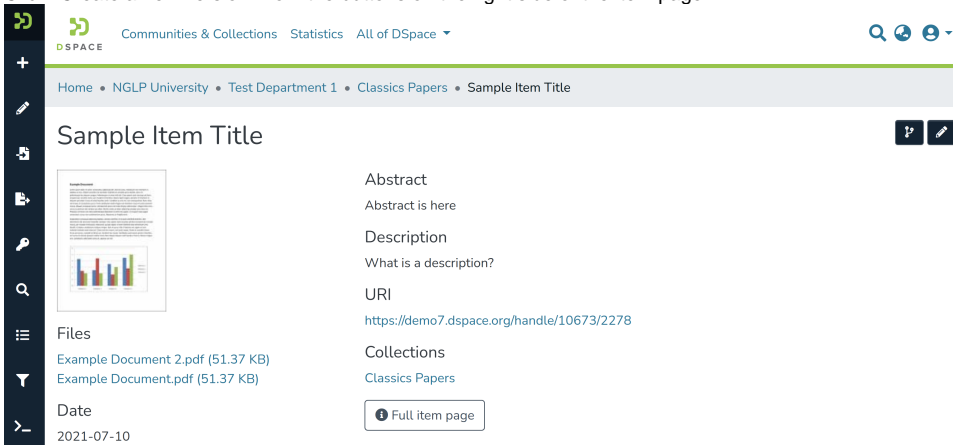 DSPACE
Communities & Collections Statistics All of DSpace
Home • NGLP University • Test Department 1 • Classics Papers • Sample Item Title
Sample Item Title
Example Document
Files
Example Document 2.pdf (51.37 KB)
Example Document.pdf (51.37 KB)
Date
2021-07-10
Abstract
Abstract is here
Description
What is a description?
URI
https://demo7.dspace.org/handle/10673/2278
Collections
Classics Papers
Full item page